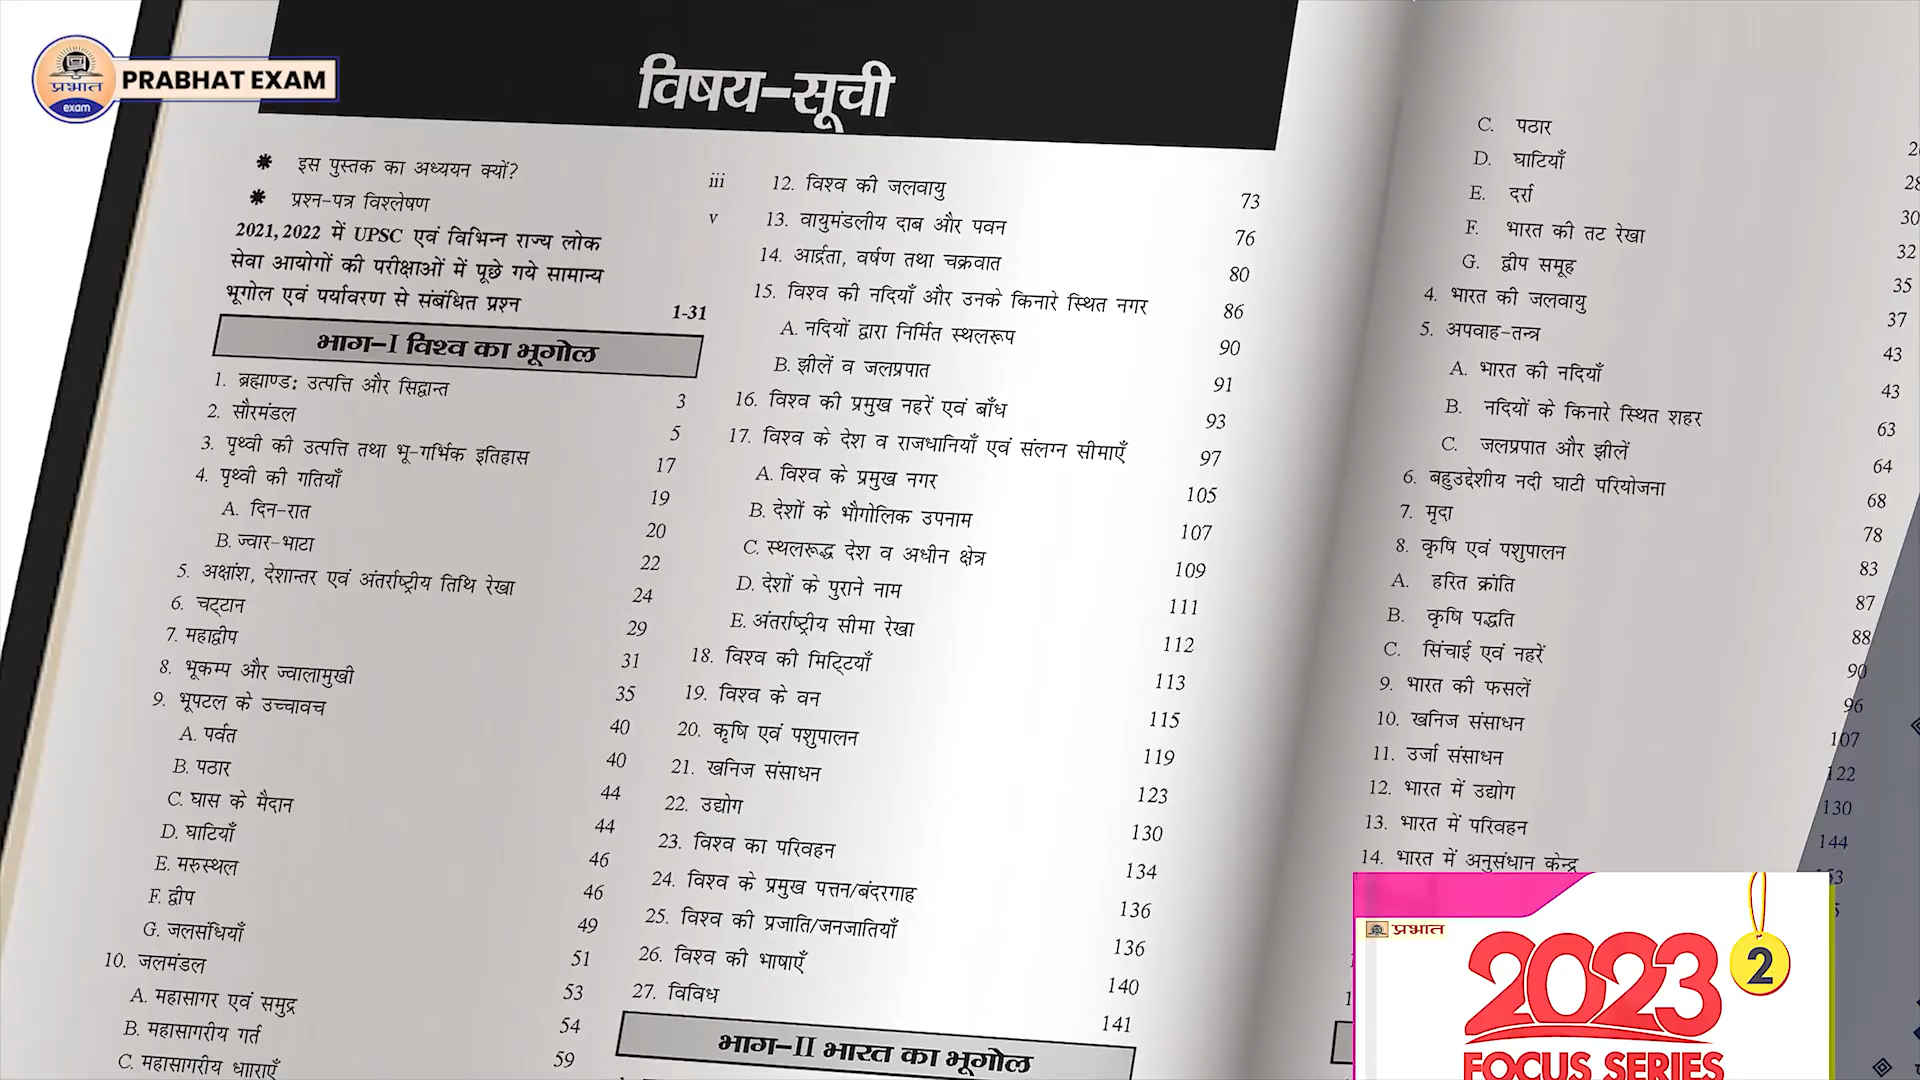 प्रभात
exam
PRABHAT EXAM
विषय-सूची
इस पुस्तक का अध्ययन क्यों? iii
प्रश्न-पत्र विश्लेषण v
2021, 2022 में UPSC एवं विभिन्न राज्य लोक
सेवा आयोगों की परीक्षाओं में पूछे गये सामान्य
भूगोल एवं पर्यावरण से संबंधित प्रश्न 1-31
भाग-I विश्व का भूगोल
1. ब्रह्माण्ड: उत्पत्ति और सिद्धान्त 3
2. सौरमंडल 5
3. पृथ्वी की उत्पत्ति तथा भू-गर्भिक इतिहास 17
4. पृथ्वी की गतियाँ 19
A. दिन-रात 20
B. ज्वार-भाटा 22
5. अक्षांश, देशान्तर एवं अंतर्राष्ट्रीय तिथि रेखा 24
6. चट्टान 29
7. महाद्वीप 31
8. भूकम्प और ज्वालामुखी 35
9. भूपटल के उच्चावच 40
A. पर्वत 40
B. पठार 44
C. घास के मैदान 44
D. घाटियाँ 46
E. मरुस्थल 46
F. द्वीप 49
G. जलसंधियाँ 51
10. जलमंडल 53
A. महासागर एवं समुद्र 54
B. महासागरीय गर्त 59
C. महासागरीय धााराएँ
12. विश्व की जलवायु 73
13. वायुमंडलीय दाब और पवन 76
14. आर्द्रता, वर्षण तथा चक्रवात 80
15. विश्व की नदियाँ और उनके किनारे स्थित नगर 86
A. नदियों द्वारा निर्मित स्थलरूप 90
B. झीलें व जलप्रपात 91
16. विश्व की प्रमुख नहरें एवं बाँध 93
17. विश्व के देश व राजधानियाँ एवं संलग्न सीमाएँ 97
A. विश्व के प्रमुख नगर 105
B. देशों के भौगोलिक उपनाम 107
C. स्थलरूद्ध देश व अधीन क्षेत्र 109
D. देशों के पुराने नाम 111
E. अंतर्राष्ट्रीय सीमा रेखा 112
18. विश्व की मिट्टियाँ 113
19. विश्व के वन 115
20. कृषि एवं पशुपालन 119
21. खनिज संसाधन 123
22. उद्योग 130
23. विश्व का परिवहन 134
24. विश्व के प्रमुख पत्तन/बंदरगाह 136
25. विश्व की प्रजाति/जनजातियाँ 136
26. विश्व की भाषाएँ 140
27. विविध 141
भाग-II भारत का भूगोल
C. पठार
D. घाटियाँ 28
E. दर्रा 30
F. भारत की तट रेखा 32
G. द्वीप समूह 35
4. भारत की जलवायु 37
5. अपवाह-तन्त्र 43
A. भारत की नदियाँ 43
B. नदियों के किनारे स्थित शहर 63
C. जलप्रपात और झीलें 64
6. बहुउद्देशीय नदी घाटी परियोजना 68
7. मृदा 78
8. कृषि एवं पशुपालन 83
A. हरित क्रांति 87
B. कृषि पद्धति 88
C. सिंचाई एवं नहरें 90
9. भारत की फसलें 96
10. खनिज संसाधन 107
11. उर्जा संसाधन 122
12. भारत में उद्योग 130
13. भारत में परिवहन 144
14. भारत में अनुसंधान केन्द्र
प्रभात
2023
2
FOCUS SERIES